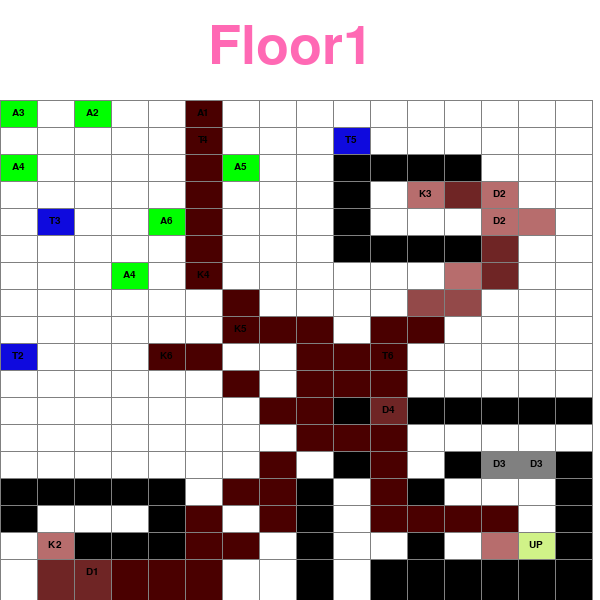 Floor1
A3 A2 A1
T4 T5
A4 A5
K3 D2
T3 A6 D2
A4 K4
K5
T2 K6 T6
D4
D3 D3
K2 UP
D1